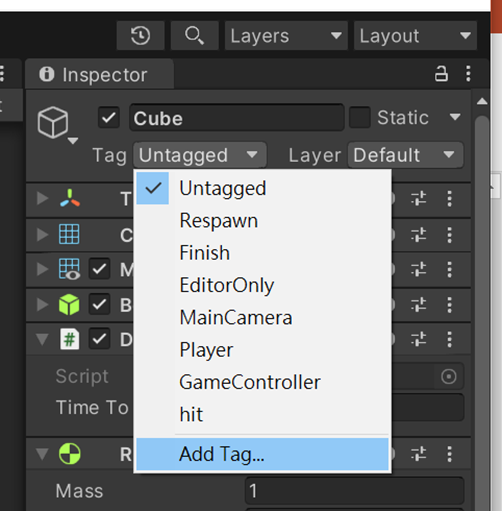 Layers Layout
Inspector
Cube Static
Tag Untagged Layer Default
Untagged
Respawn
Finish
EditorOnly
MainCamera
Player
GameController
hit
Add Tag...
T
C
M
B
D
Script
Time To
R
Mass 1